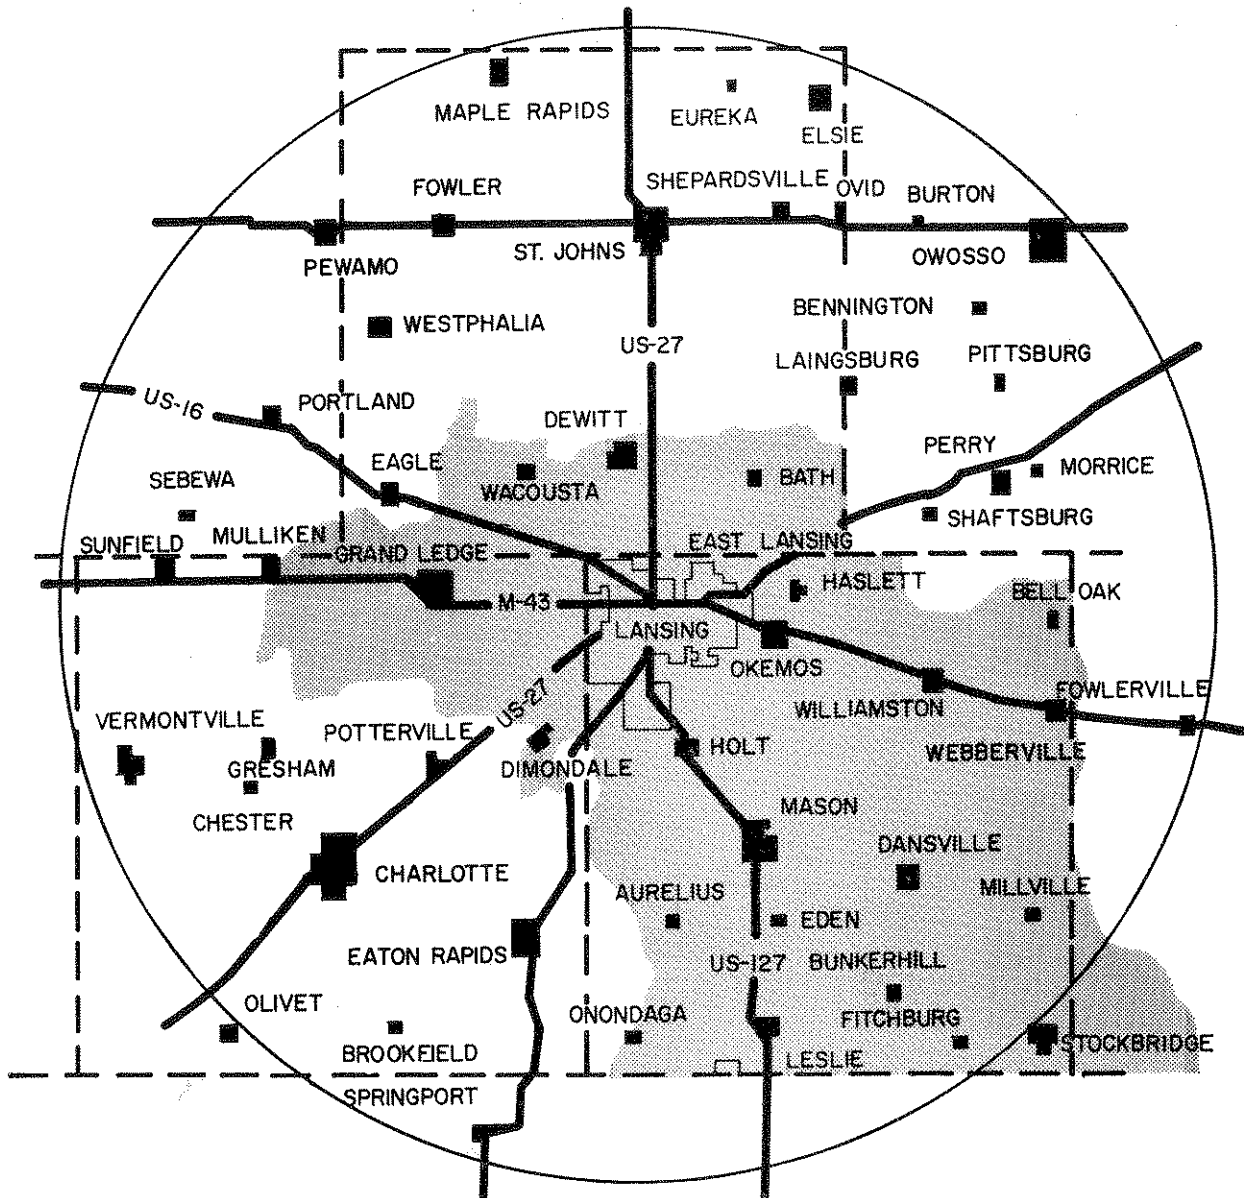 MAPLE RAPIDS
EUREKA
ELSIE
FOWLER
SHEPARDSVILLE
OVID
BURTON
ST. JOHNS
OWOSSO
PEWAMO
WESTPHALIA
BENNINGTON
US-27
LAINGSBURG
PITTSBURG
US-16
PORTLAND
DEWITT
EAGLE
PERRY
MORRICE
SEBEWA
WACOUSTA
BATH
SHAFTSBURG
SUNFIELD
MULLIKEN
GRAND LEDGE
EAST LANSING
HASLETT
BELL OAK
M-43
LANSING
OKEMOS
US-27
WILLIAMSTON
FOWLERVILLE
VERMONTVILLE
POTTERVILLE
GRESHAM
DIMONDALE
HOLT
WEBBERVILLE
CHESTER
MASON
CHARLOTTE
DANSVILLE
AURELIUS
EDEN
MILLVILLE
EATON RAPIDS
US-127
BUNKERHILL
OLIVET
ONONDAGA
FITCHBURG
BROOKFIELD
LESLIE
STOCKBRIDGE
SPRINGPORT